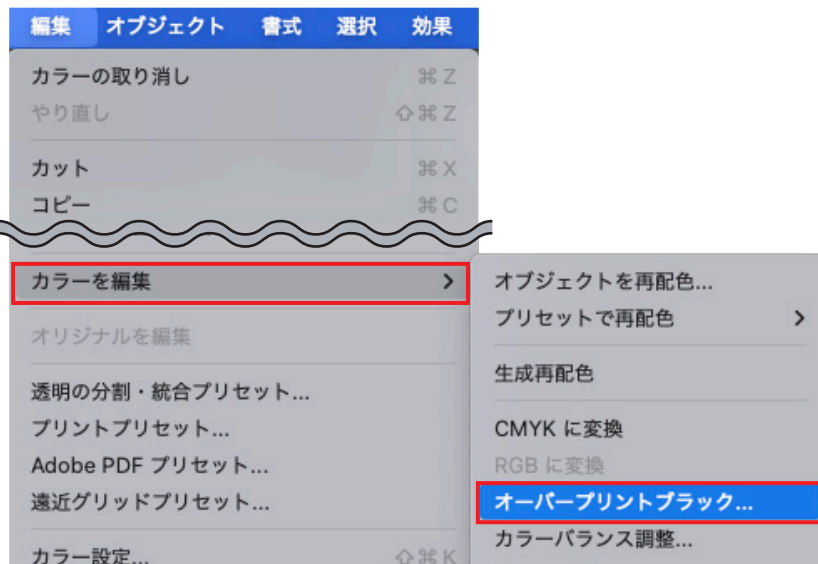 編集 オブジェクト 書式 選択 効果
カラーの取り消し ⌘Z
やり直し ⇧⌘Z
カット ⌘X
コピー ⌘C
カラーを編集 >
オリジナルを編集
透明の分割・統合プリセット...
プリントプリセット...
Adobe PDF プリセット...
遠近グリッドプリセット...
カラー設定... ⇧⌘K
オブジェクトを再配色...
プリセットで再配色 >
生成再配色
CMYK に変換
RGB に変換
オーバープリントブラック...
カラーバランス調整...